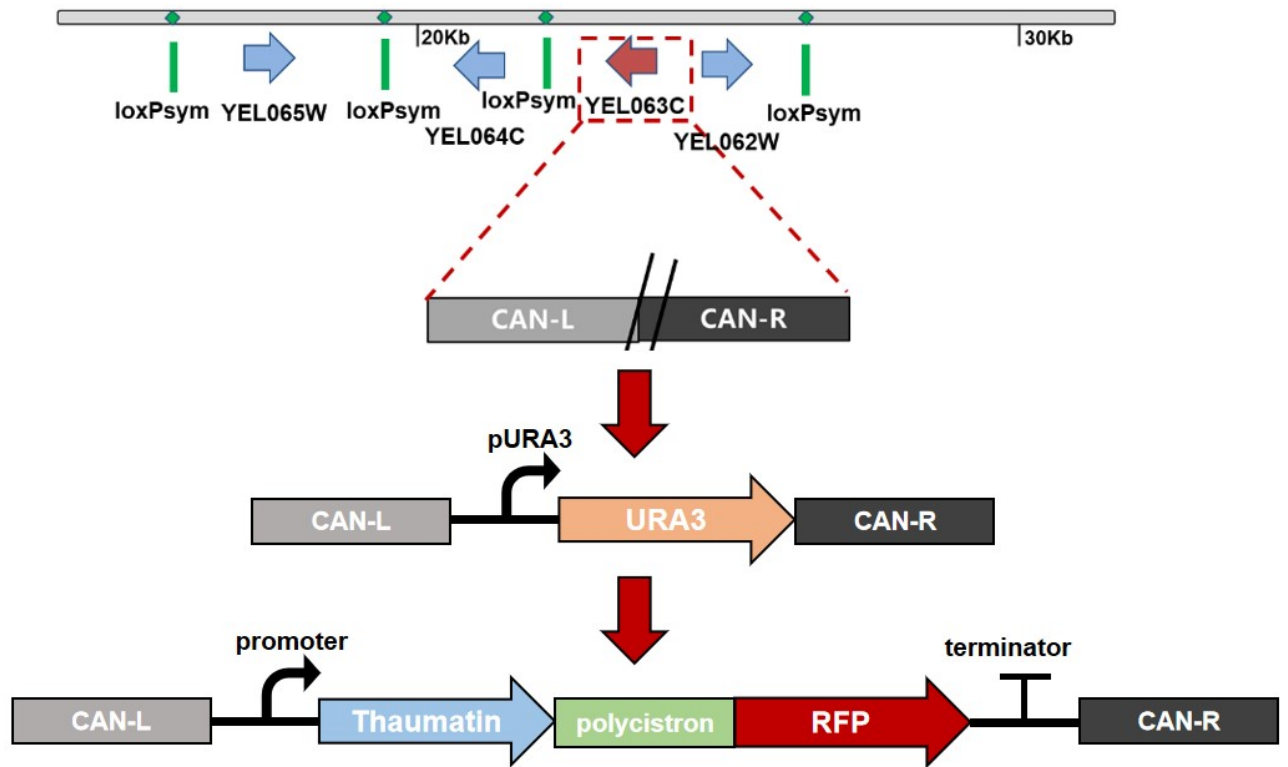 20Kb
30Kb
loxPsym
YEL065W
loxPsym
YEL064C
loxPsym
YEL063C
YEL062W
loxPsym
CAN-L
CAN-R
pURA3
CAN-L
URA3
CAN-R
promoter
terminator
CAN-L
Thaumatin
polycistron
RFP
CAN-R